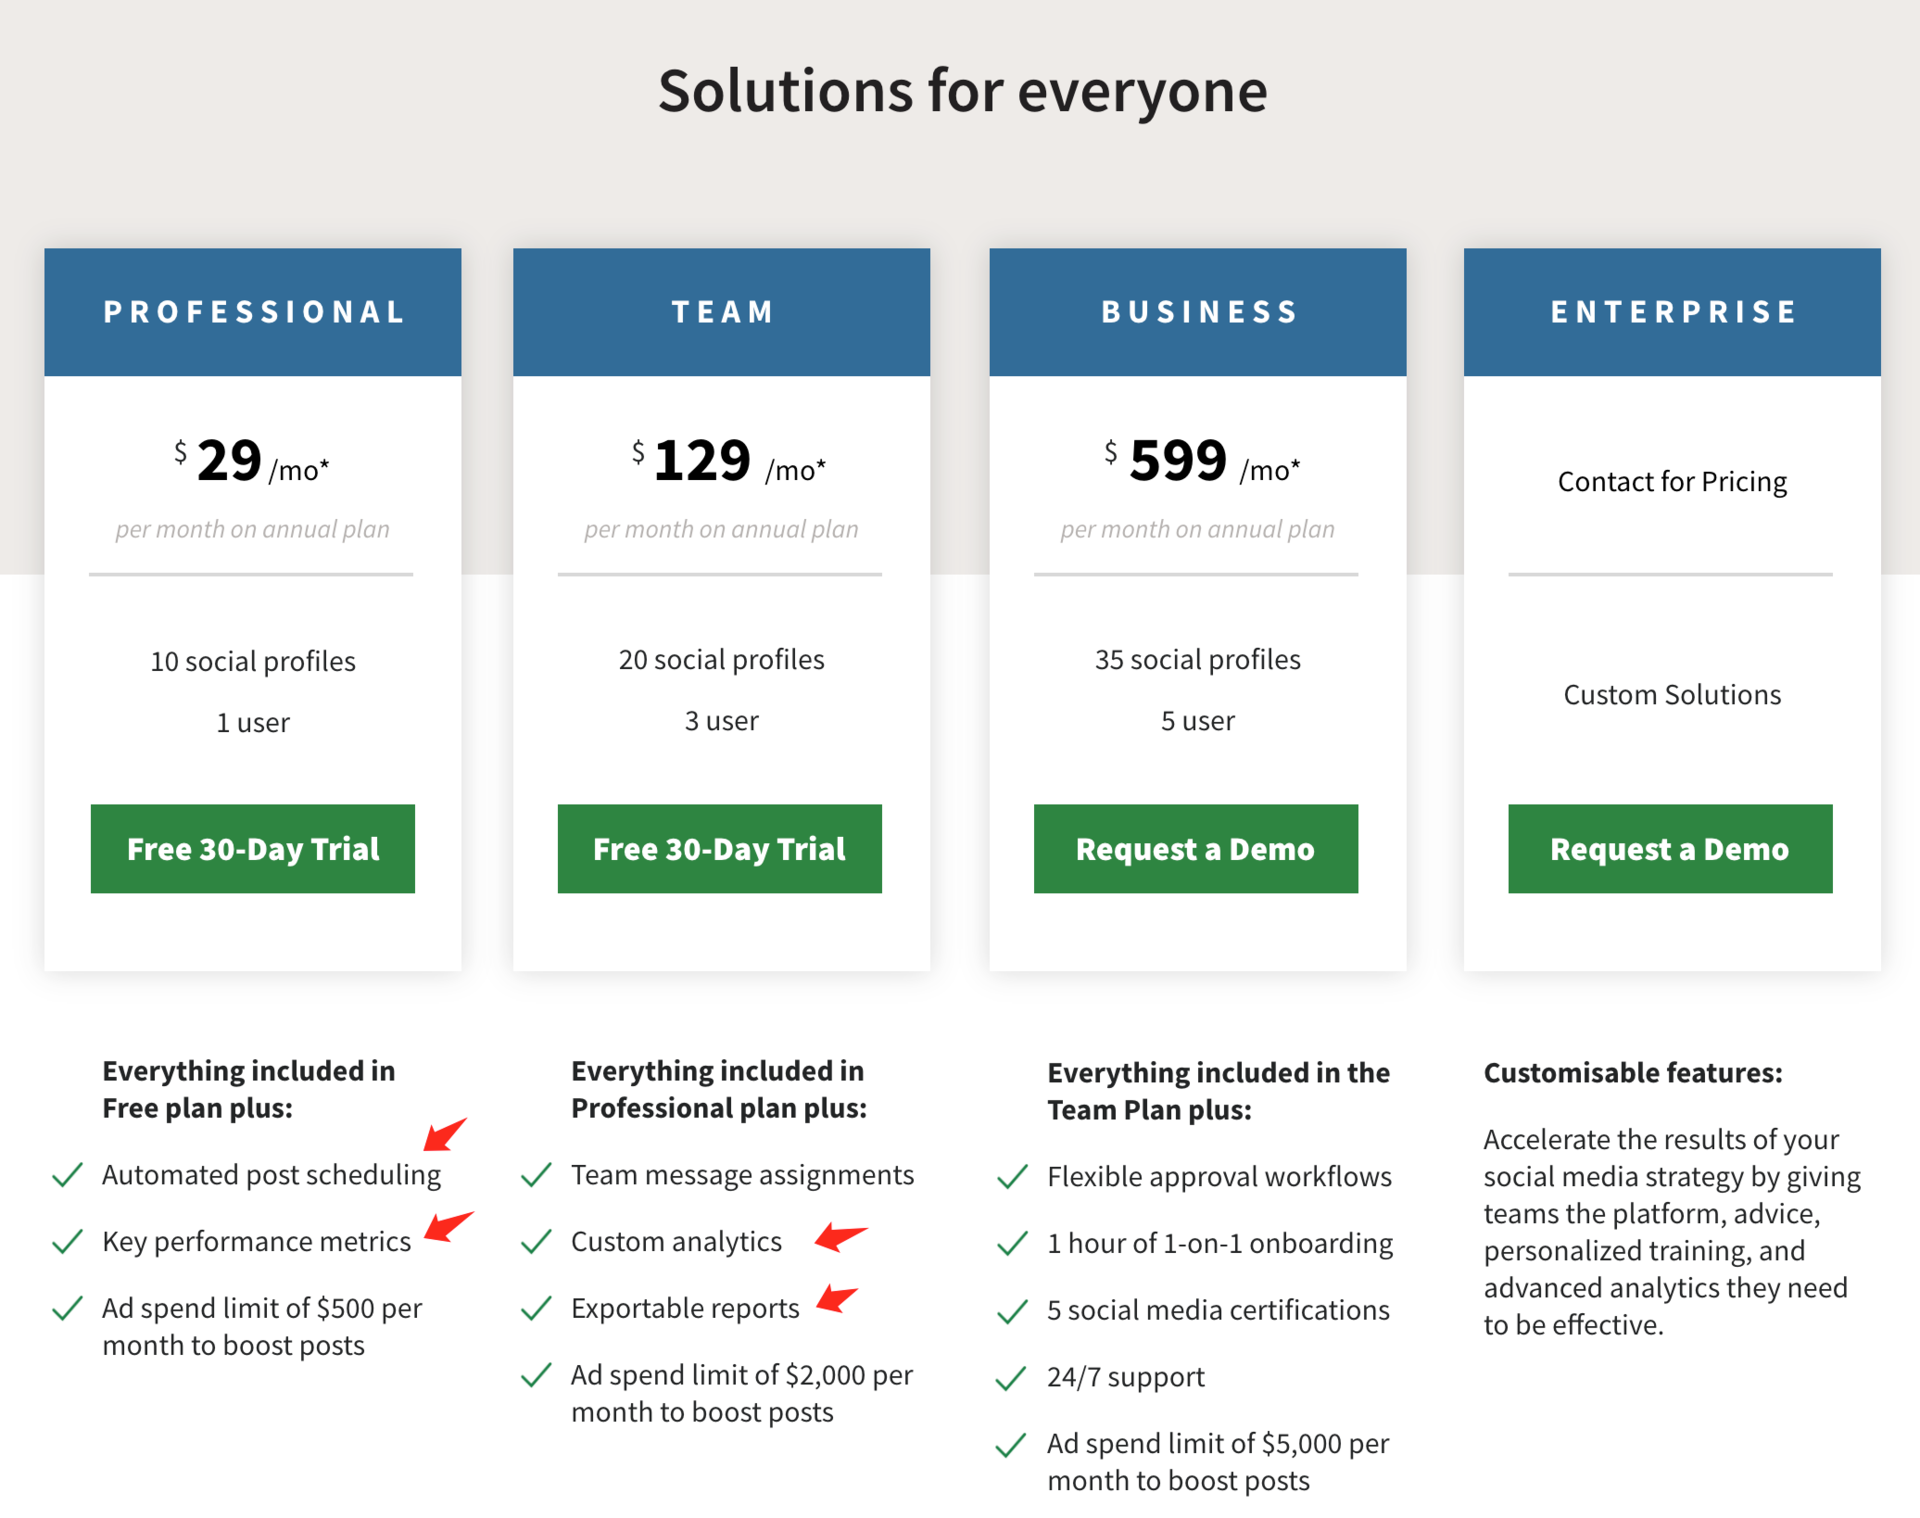 Solutions for everyone
PROFESSIONAL
$ 29 /mo*
per month on annual plan
10 social profiles
1 user
Free 30-Day Trial
TEAM
$ 129 /mo*
per month on annual plan
20 social profiles
3 user
Free 30-Day Trial
BUSINESS
$ 599 /mo*
per month on annual plan
35 social profiles
5 user
Request a Demo
ENTERPRISE
Contact for Pricing
Custom Solutions
Request a Demo
Everything included in
Free plan plus:
Automated post scheduling
Key performance metrics
Ad spend limit of $500 per
month to boost posts
Everything included in
Professional plan plus:
Team message assignments
Custom analytics
Exportable reports
Ad spend limit of $2,000 per
month to boost posts
Everything included in the
Team Plan plus:
Flexible approval workflows
1 hour of 1-on-1 onboarding
5 social media certifications
24/7 support
Ad spend limit of $5,000 per
month to boost posts
Customisable features:
Accelerate the results of your
social media strategy by giving
teams the platform, advice,
personalized training, and
advanced analytics they need
to be effective.